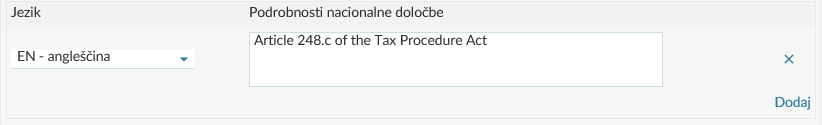 Jezik Podrobnosti nacionalne določbe
EN - angleščina Article 248.c of the Tax Procedure Act
Dodaj